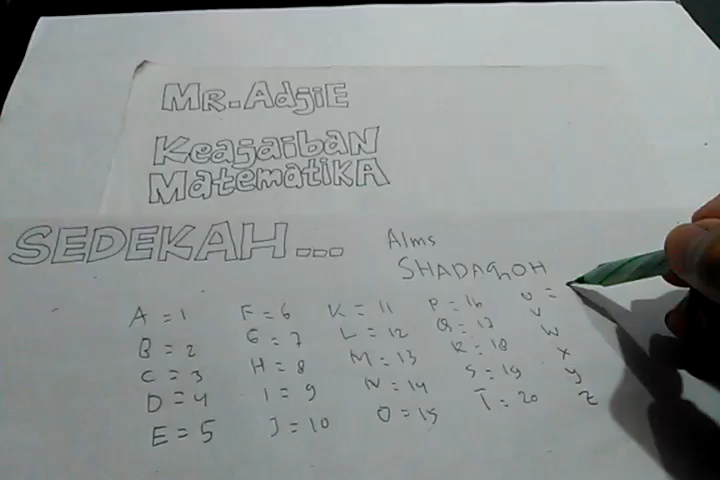 MR. AdjiE
KeajaibaN
MatematiKA
SEDEKAH...
Alms
SHADAQOH
A = 1
B = 2
C = 3
D = 4
E = 5
F = 6
G = 7
H = 8
I = 9
J = 10
K = 11
L = 12
M = 13
N = 14
O = 15
P = 16
Q = 17
R = 18
S = 19
T = 20
U =
V
W
X
Y
Z